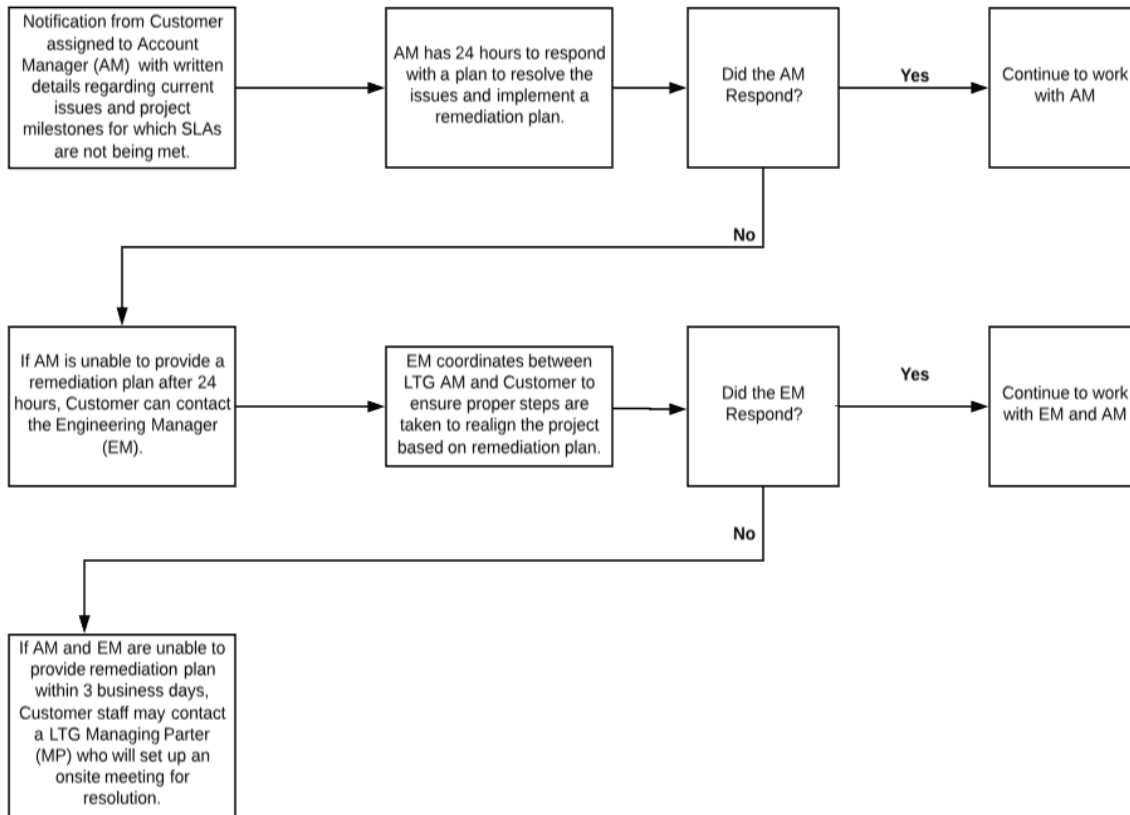 Notification from Customer
assigned to Account
Manager (AM) with written
details regarding current
issues and project
milestones for which SLAs
are not being met.
AM has 24 hours to respond
with a plan to resolve the
issues and implement a
remediation plan.
Did the AM
Respond?
Yes
Continue to work
with AM
No
If AM is unable to provide a
remediation plan after 24
hours, Customer can contact
the Engineering Manager
(EM).
EM coordinates between
LTG AM and Customer to
ensure proper steps are
taken to realign the project
based on remediation plan.
Did the EM
Respond?
Yes
Continue to work
with EM and AM
No
If AM and EM are unable to
provide remediation plan
within 3 business days,
Customer staff may contact
a LTG Managing Parter
(MP) who will set up an
onsite meeting for
resolution.